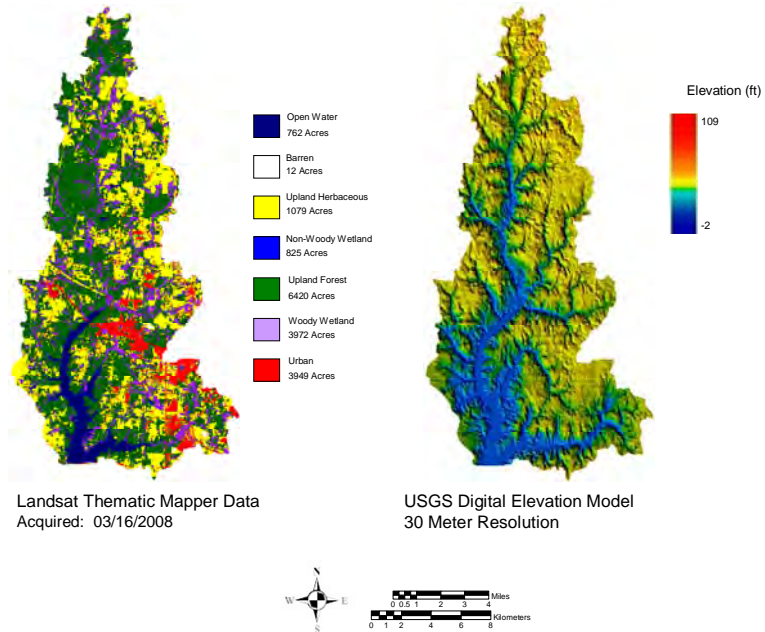 Open Water
762 Acres
Barren
12 Acres
Upland Herbaceous
1079 Acres
Non-Woody Wetland
825 Acres
Upland Forest
6420 Acres
Woody Wetland
3972 Acres
Urban
3949 Acres
Elevation (ft)
109
-2
Landsat Thematic Mapper Data
Acquired: 03/16/2008
USGS Digital Elevation Model
30 Meter Resolution
N
W E
S
Miles
0 0.5 1 2 3 4
Kilometers
0 1 2 4 6 8